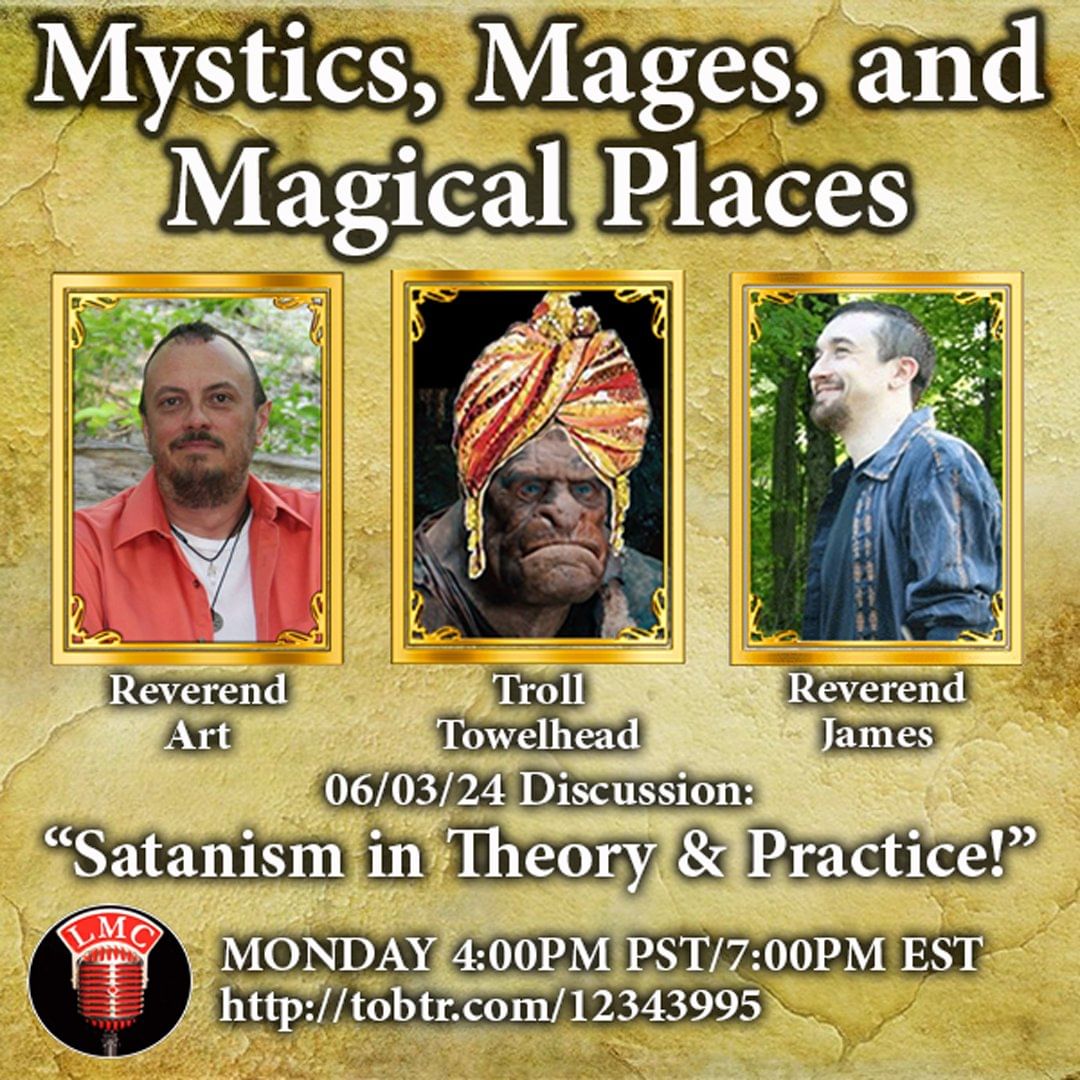 Mystics, Mages, and
Magical Places
Reverend
Art
Troll
Towelhead
Reverend
James
06/03/24 Discussion:
“Satanism in Theory & Practice!”
LMC
MONDAY 4:00PM PST/7:00PM EST
http://tobtr.com/12343995